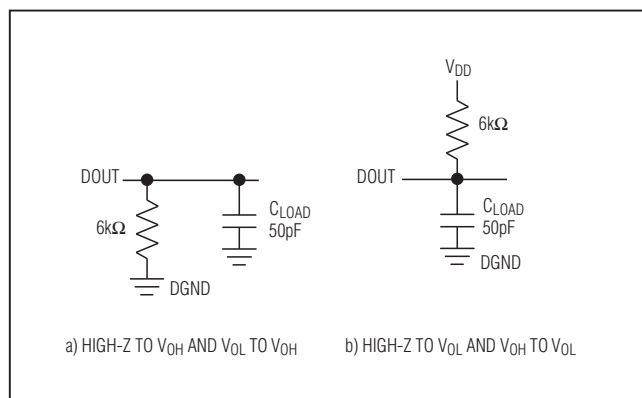 DOUT
6kΩ
DGND
CLOAD
50pF
a) HIGH-Z TO VOH AND VOL TO VOH
VDD
6kΩ
DOUT
CLOAD
50pF
DGND
b) HIGH-Z TO VOL AND VOH TO VOL